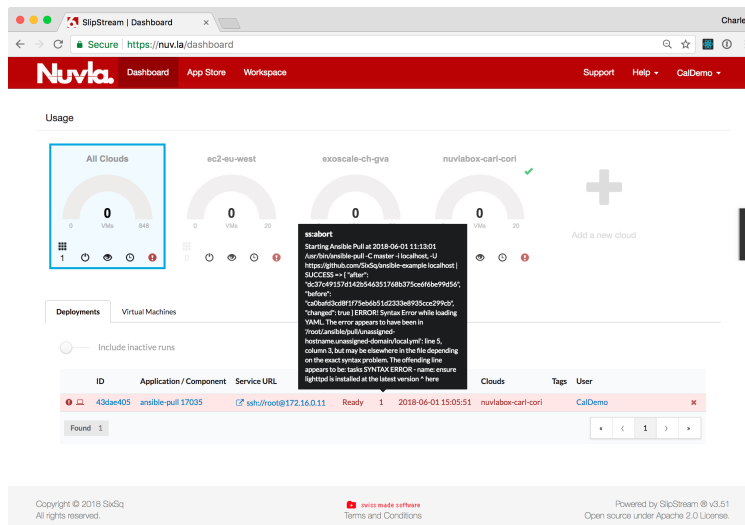 SlipStream | Dashboard
Charle
Secure https://nuv.la/dashboard
Nuvla. Dashboard App Store Workspace Support Help CalDemo
Usage
All Clouds ec2-eu-west exoscale-ch-gva nuvlabox-carl-cori
0 0 0 0
0 VMs 848 0 VMs 20 0 VMs 20 VMs 20
Add a new cloud
1 0
ss:abort
Starting Ansible Pull at 2018-06-01 11:13:01
/usr/bin/ansible-pull -C master -i localhost, -U
https://github.com/SixSq/ansible-example localhost |
SUCCESS => { "after":
"dc37c49157d142b546351768b375ce6f6be99d56",
"before":
"ca0bafd3cd8f1f75eb6b51d2333e8935cce299cb",
"changed": true } ERROR! Syntax Error while loading
YAML. The error appears to have been in
'/root/.ansible/pull/unassigned-
hostname.unassigned-domain/local.yml': line 5,
column 3, but may be elsewhere in the file depending
on the exact syntax problem. The offending line
appears to be: tasks SYNTAX ERROR - name: ensure
lighttpd is installed at the latest version ^ here
Deployments Virtual Machines
Include inactive runs
ID Application / Component Service URL Clouds Tags User
43dae405 ansible-pull 17035 ssh://root@172.16.0.11 Ready 1 2018-06-01 15:05:51 nuvlabox-carl-cori CalDemo
Found 1
« ‹ 1 › »
Copyright © 2018 SixSq swiss made software Powered by SlipStream ® v3.51
All rights reserved. Terms and Conditions Open source under Apache 2.0 License.